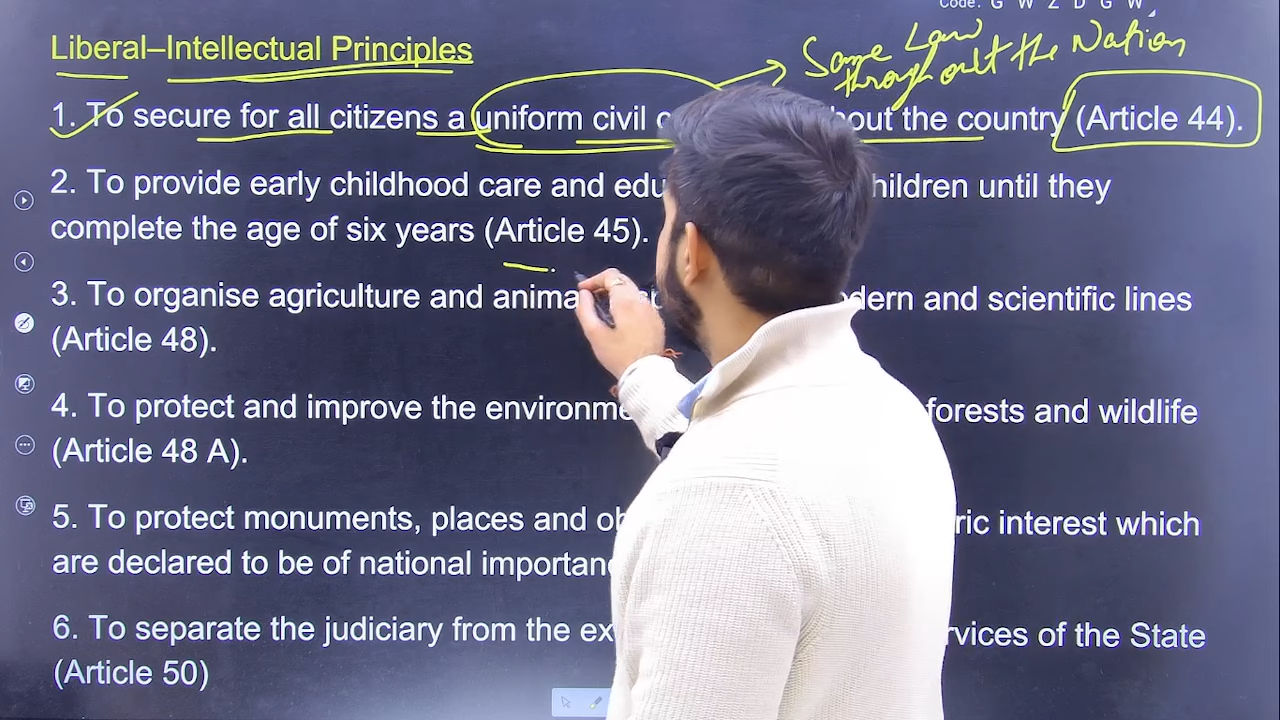 Code: G W Z D G W
Liberal–Intellectual Principles
Same Law
throughout the Nation
1. To secure for all citizens a uniform civil c out the country (Article 44).
2. To provide early childhood care and edu hildren until they
complete the age of six years (Article 45).
3. To organise agriculture and anima dern and scientific lines
(Article 48).
4. To protect and improve the environme forests and wildlife
(Article 48 A).
5. To protect monuments, places and ob ric interest which
are declared to be of national importan
6. To separate the judiciary from the ex rvices of the State
(Article 50)